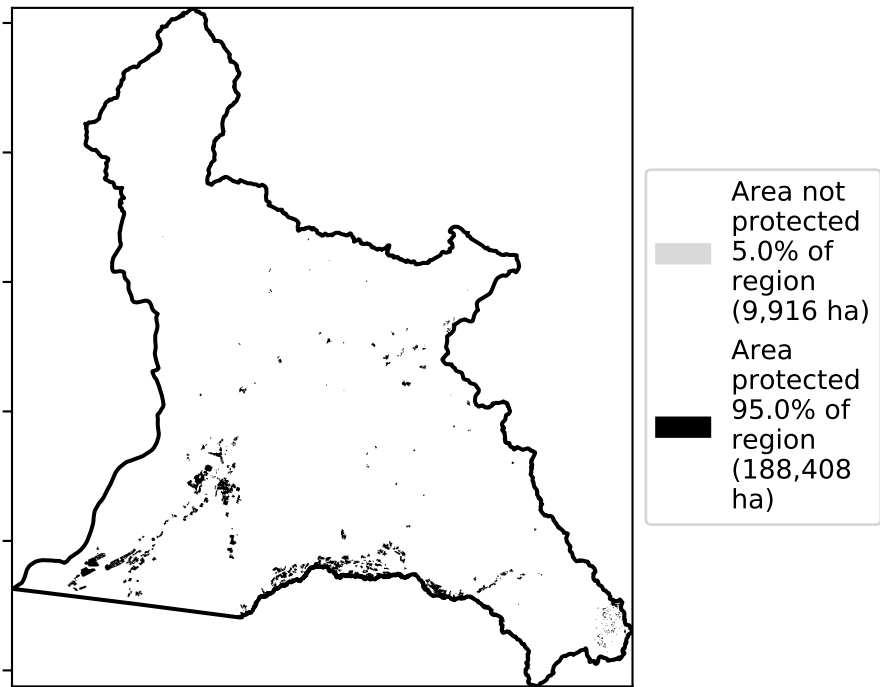 Area not
protected
5.0% of
region
(9,916 ha)
Area
protected
95.0% of
region
(188,408
ha)